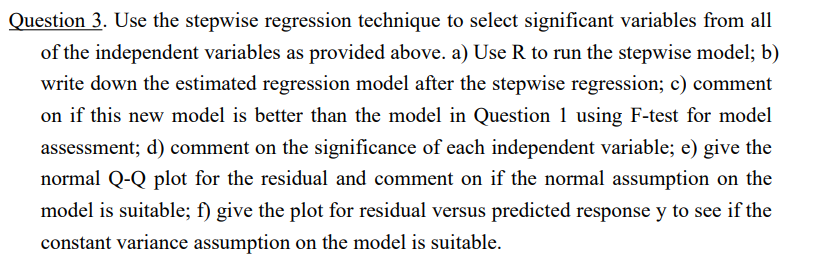 Question 3. Use the stepwise regression technique to select significant variables from all
of the independent variables as provided above. a) Use R to run the stepwise model; b)
write down the estimated regression model after the stepwise regression; c) comment
on if this new model is better than the model in Question 1 using F-test for model
assessment; d) comment on the significance of each independent variable; e) give the
normal Q-Q plot for the residual and comment on if the normal assumption on the
model is suitable; f) give the plot for residual versus predicted response y to see if the
constant variance assumption on the model is suitable.